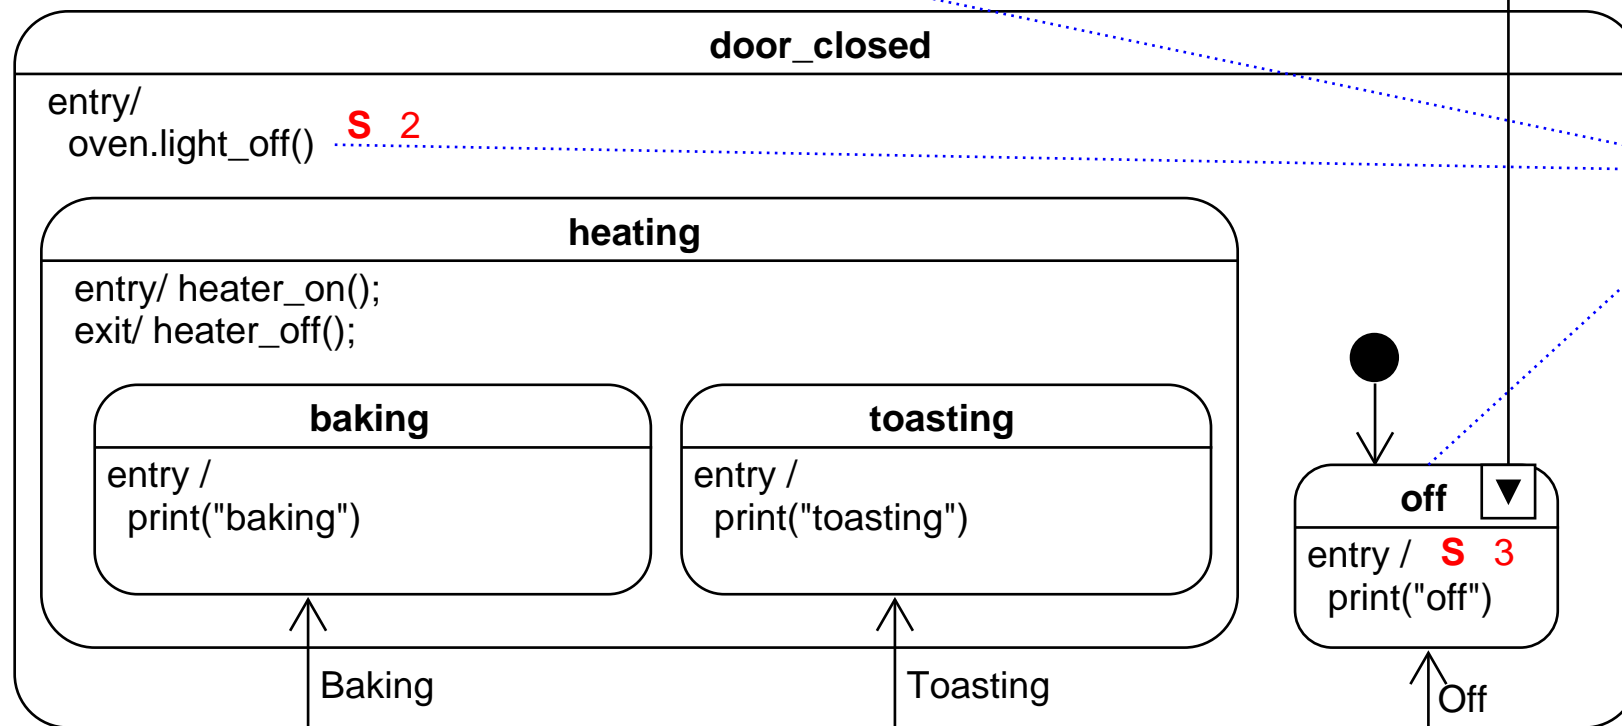 door_closed
entry/
oven.light_off() S 2
heating
entry/ heater_on();
exit/ heater_off();
baking
entry /
print("baking")
toasting
entry /
print("toasting")
off
entry / S 3
print("off")
Baking
Toasting
Off